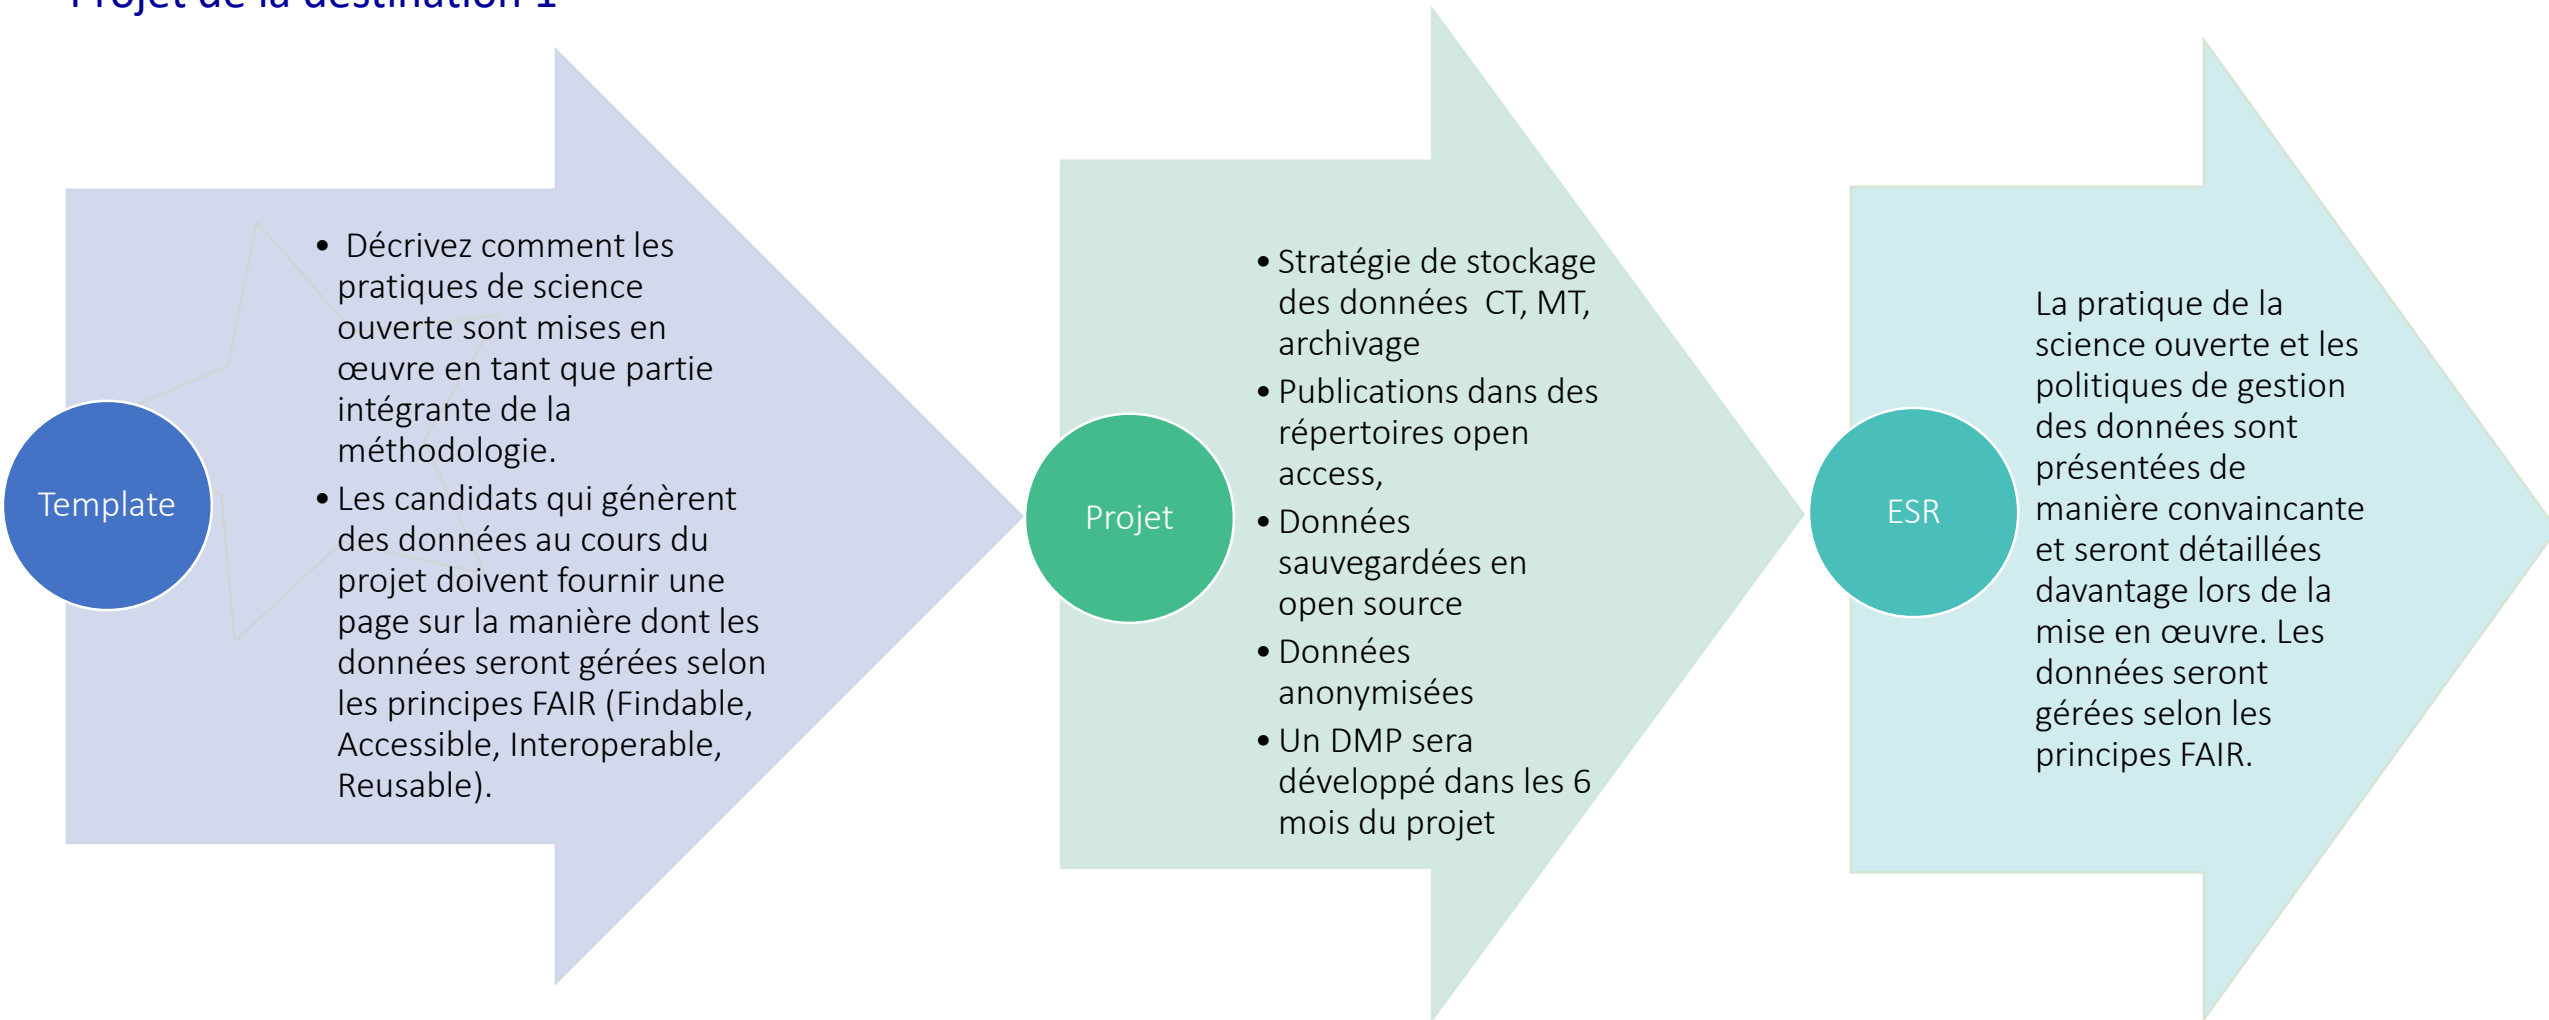 Projet de la destination 1
Template
• Décrivez comment les
pratiques de science
ouverte sont mises en
œuvre en tant que partie
intégrante de la
méthodologie.
• Les candidats qui génèrent
des données au cours du
projet doivent fournir une
page sur la manière dont les
données seront gérées selon
les principes FAIR (Findable,
Accessible, Interoperable,
Reusable).
Projet
• Stratégie de stockage
des données CT, MT,
archivage
• Publications dans des
répertoires open
access,
• Données
sauvegardées en
open source
• Données
anonymisées
• Un DMP sera
développé dans les 6
mois du projet
ESR
La pratique de la
science ouverte et les
politiques de gestion
des données sont
présentées de
manière convaincante
et seront détaillées
davantage lors de la
mise en œuvre. Les
données seront
gérées selon les
principes FAIR.